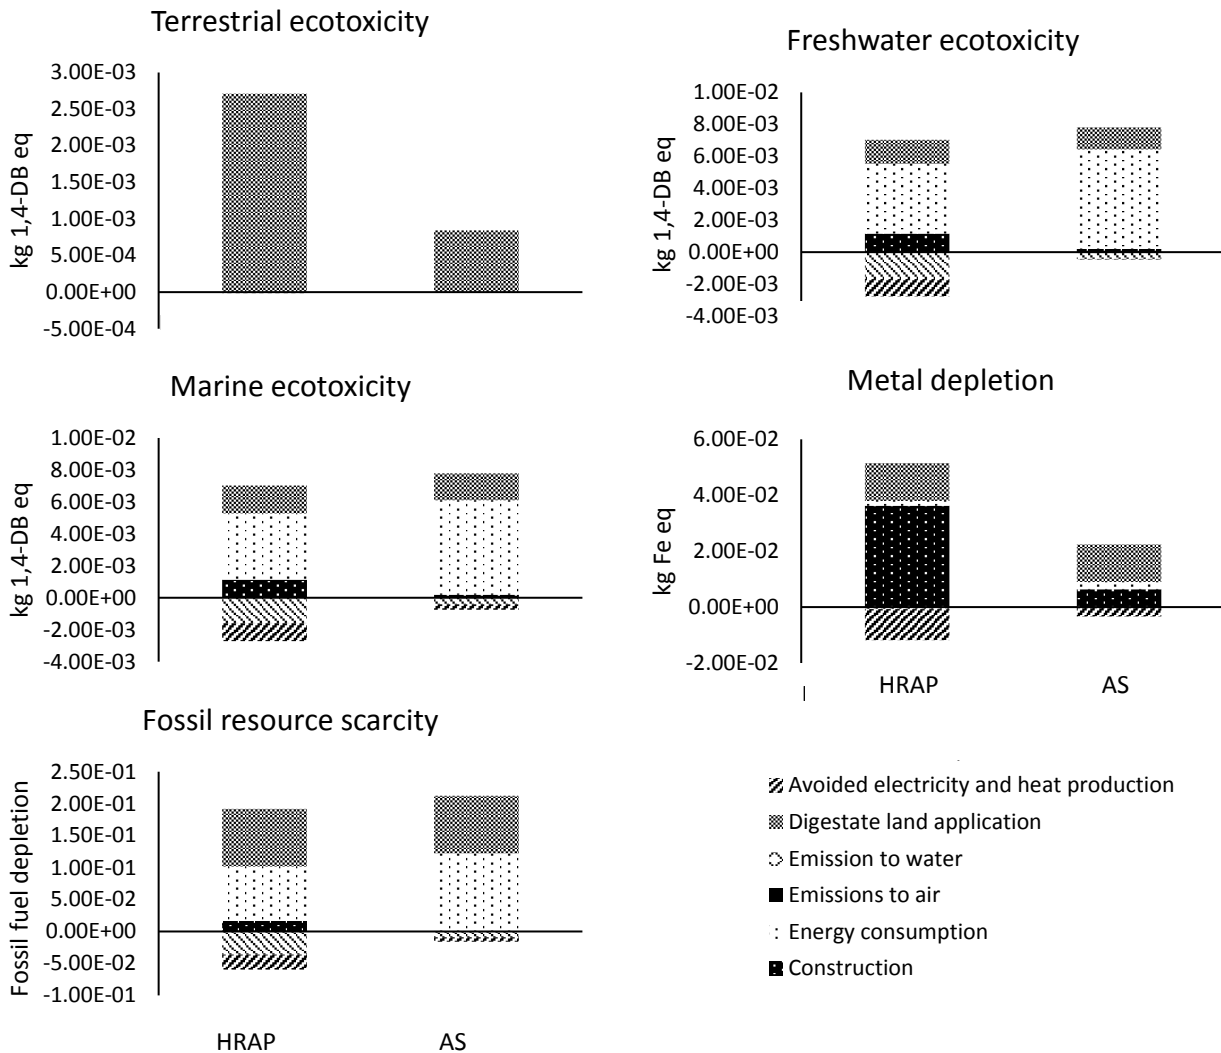 Terrestrial ecotoxicity
kg 1,4-DB eq
3.00E-03
2.50E-03
2.00E-03
1.50E-03
1.00E-03
5.00E-04
0.00E+00
-5.00E-04
Freshwater ecotoxicity
kg 1,4-DB eq
1.00E-02
8.00E-03
6.00E-03
4.00E-03
2.00E-03
0.00E+00
-2.00E-03
-4.00E-03
Marine ecotoxicity
kg 1,4-DB eq
1.00E-02
8.00E-03
6.00E-03
4.00E-03
2.00E-03
0.00E+00
-2.00E-03
-4.00E-03
Metal depletion
kg Fe eq
6.00E-02
4.00E-02
2.00E-02
0.00E+00
-2.00E-02
HRAP
AS
Fossil resource scarcity
Fossil fuel depletion
2.50E-01
2.00E-01
1.50E-01
1.00E-01
5.00E-02
0.00E+00
-5.00E-02
-1.00E-01
HRAP
AS
Avoided electricity and heat production
Digestate land application
Emission to water
Emissions to air
Energy consumption
Construction